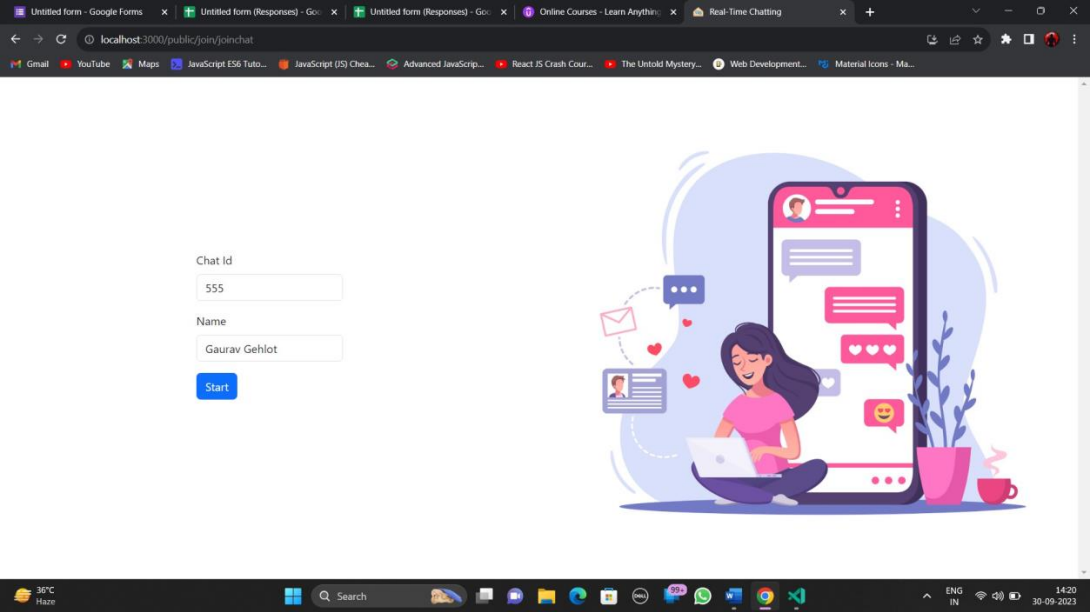 Untitled form - Google Forms
Untitled form (Responses) - Goo
Untitled form (Responses) - Goo
Online Courses - Learn Anything
Real-Time Chatting
localhost:3000/public/join/joinchat
Gmail
YouTube
Maps
JavaScript ES6 Tuto...
JavaScript (JS) Chea...
Advanced JavaScrip...
React JS Crash Cour...
The Untold Mystery...
Web Development...
Material Icons - Ma...
Chat Id
555
Name
Gaurav Gehlot
Start
36°C
Haze
Search
DELL
99+
ENG
IN
14:20
30-09-2023